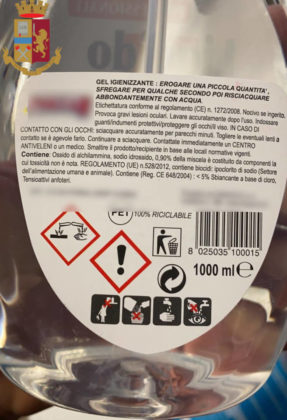 GEL IGIENIZZANTE : EROGARE UNA PICCOLA QUANTITA',
SFREGARE PER QUALCHE SECONDO POI RISCIACQUARE
ABBONDANTEMENTE CON ACQUA
Etichettatura conforme al regolamento (CE) n. 1272/2008. Nocivo se ingerito.
Provoca gravi lesioni oculari. Lavare accuratamente dopo l'uso. Indossare
guanti/indumenti protettivi/proteggere gli occhi/il viso. IN CASO DI
CONTATTO CON GLI OCCHI: sciacquare accuratamente per parecchi minuti. Togliere le eventuali lenti a
contatto se è agevole farlo. Continuare a sciacquare. Contattate immediatamente un CENTRO
ANTIVELENI o un medico. Smaltire il prodotto/recipiente in base alle leggi locali e nazionali.
Contiene: Ossido di alchilammina, sodio idrossido, 0,90% della miscela è costituito da componenti la
cui tossicità non è nota. REGOLAMENTO (UE) n.528/2012, contiene biocidi: ipoclorito di sodio (Settore
dell'alimentazione umana e animale). Contiene (Reg. CE 648/2004) : < 5% Sbiancante a base di cloro,
Tensioattivi anfoteri.
PET 100% RICICLABILE
8 025035 100015
1000 ml e